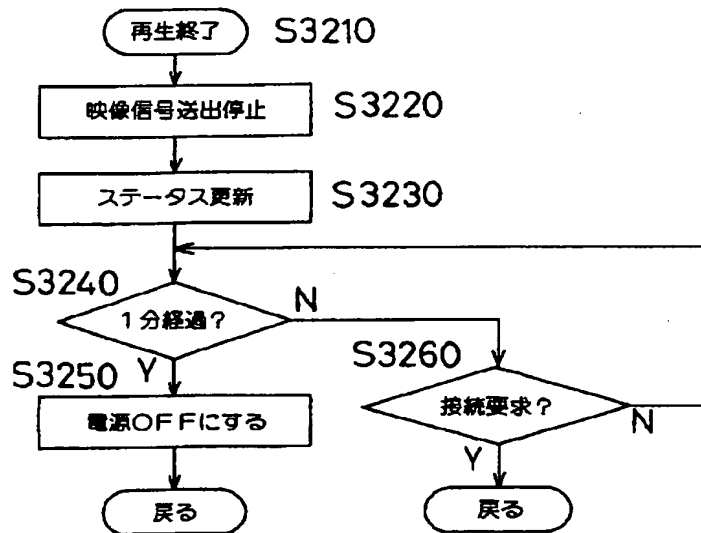 再生終了 S3210
映像信号送出停止 S3220
ステータス更新 S3230
S3240
1分経過? N
S3260
Y
S3250
接続要求? N
電源OFFにする
Y
戻る 戻る